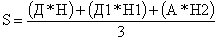 S = (Д*Н)+(Д1*Н1)+(А*Н2) / 3